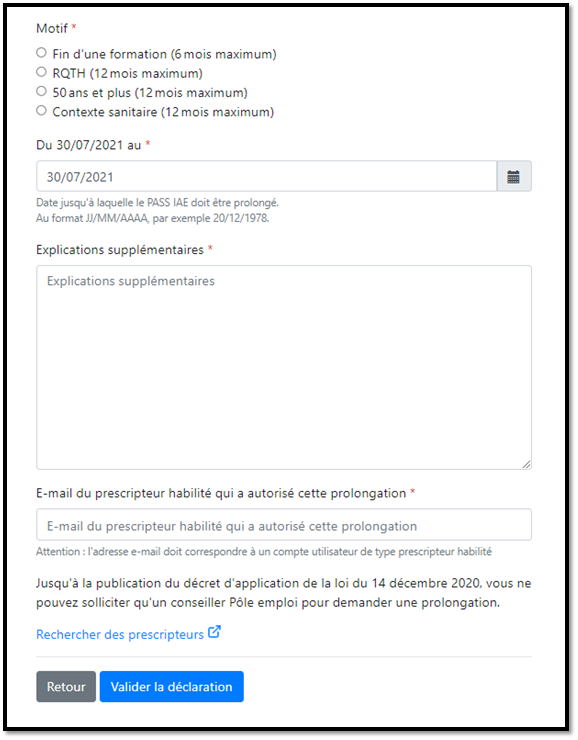 Motif *
Fin d'une formation (6 mois maximum)
RQTH (12 mois maximum)
50 ans et plus (12 mois maximum)
Contexte sanitaire (12 mois maximum)
Du 30/07/2021 au *
30/07/2021
Date jusqu'à laquelle le PASS IAE doit être prolongé.
Au format JJ/MM/AAAA, par exemple 20/12/1978.
Explications supplémentaires *
Explications supplémentaires
E-mail du prescripteur habilité qui a autorisé cette prolongation *
E-mail du prescripteur habilité qui a autorisé cette prolongation
Attention : l'adresse e-mail doit correspondre à un compte utilisateur de type prescripteur habilité
Jusqu'à la publication du décret d'application de la loi du 14 décembre 2020, vous ne
pouvez solliciter qu'un conseiller Pôle emploi pour demander une prolongation.
Rechercher des prescripteurs
Retour
Valider la déclaration